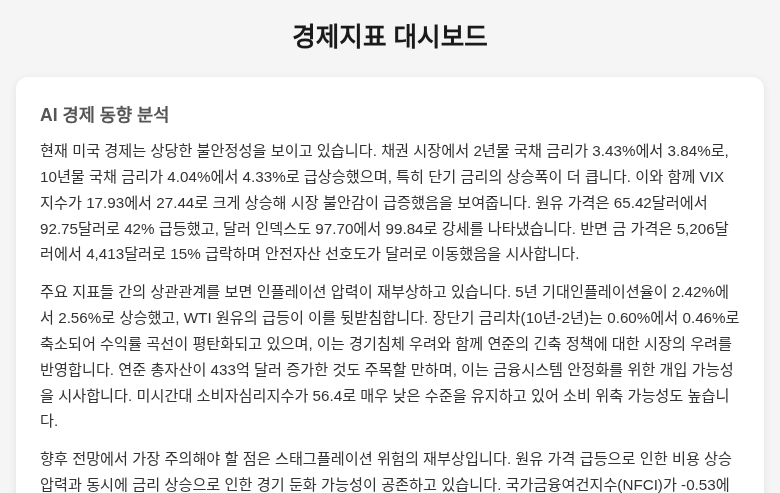 경제지표 대시보드
AI 경제 동향 분석
현재 미국 경제는 상당한 불안정성을 보이고 있습니다. 채권 시장에서 2년물 국채 금리가 3.43%에서 3.84%로,
10년물 국채 금리가 4.04%에서 4.33%로 급상승했으며, 특히 단기 금리의 상승폭이 더 큽니다. 이와 함께 VIX
지수가 17.93에서 27.44로 크게 상승해 시장 불안감이 급증했음을 보여줍니다. 원유 가격은 65.42달러에서
92.75달러로 42% 급등했고, 달러 인덱스도 97.70에서 99.84로 강세를 나타냈습니다. 반면 금 가격은 5,206달
러에서 4,413달러로 15% 급락하며 안전자산 선호도가 달러로 이동했음을 시사합니다.
주요 지표들 간의 상관관계를 보면 인플레이션 압력이 재부상하고 있습니다. 5년 기대인플레이션율이 2.42%에
서 2.56%로 상승했고, WTI 원유의 급등이 이를 뒷받침합니다. 장단기 금리차(10년-2년)는 0.60%에서 0.46%로
축소되어 수익률 곡선이 평탄화되고 있으며, 이는 경기침체 우려와 함께 연준의 긴축 정책에 대한 시장의 우려를
반영합니다. 연준 총자산이 433억 달러 증가한 것도 주목할 만하며, 이는 금융시스템 안정화를 위한 개입 가능성
을 시사합니다. 미시간대 소비자심리지수가 56.4로 매우 낮은 수준을 유지하고 있어 소비 위축 가능성도 높습니
다.
향후 전망에서 가장 주의해야 할 점은 스태그플레이션 위험의 재부상입니다. 원유 가격 급등으로 인한 비용 상승
압력과 동시에 금리 상승으로 인한 경기 둔화 가능성이 공존하고 있습니다. 국가금융여건지수(NFCI)가 -0.53에